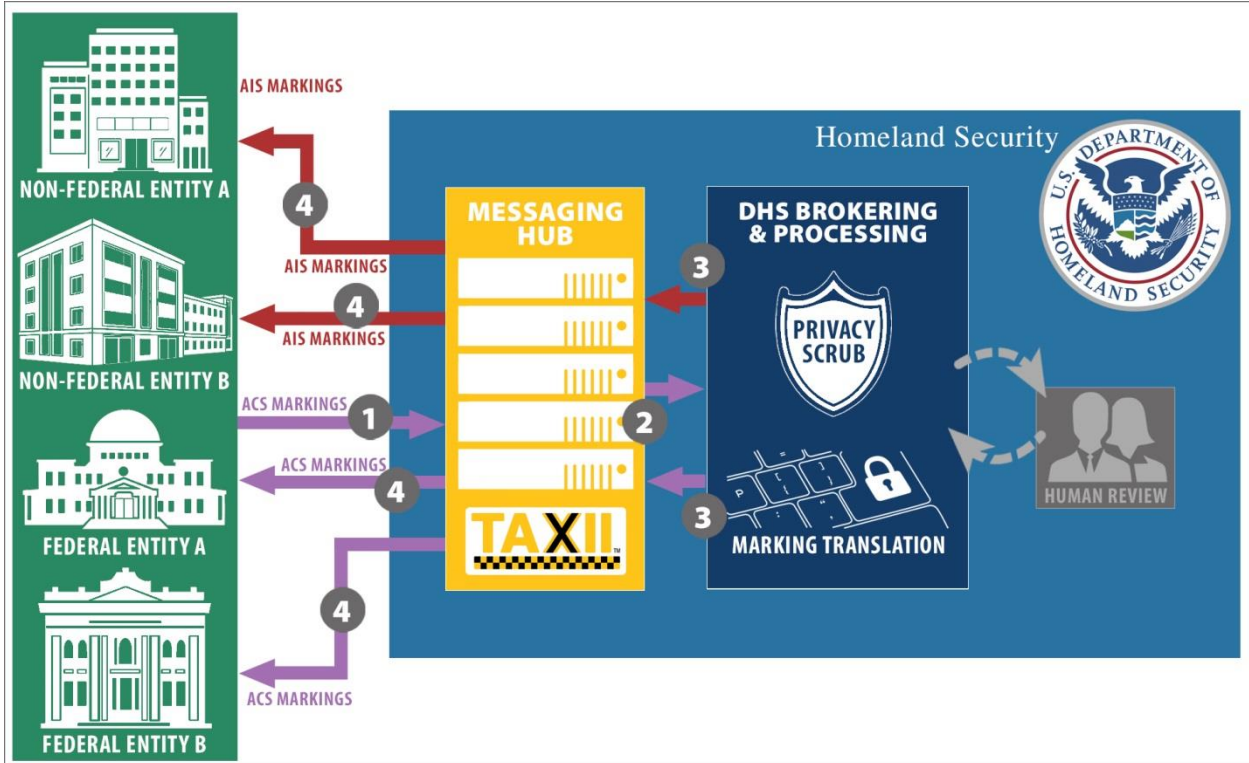 AIS MARKINGS
NON-FEDERAL ENTITY A
4
AIS MARKINGS
NON-FEDERAL ENTITY B
4
AIS MARKINGS
ACS MARKINGS
1
FEDERAL ENTITY A
ACS MARKINGS
4
FEDERAL ENTITY B
4
ACS MARKINGS
Homeland Security
U.S. DEPARTMENT OF
HOMELAND SECURITY
MESSAGING
HUB
TAXII™
2
3
3
DHS BROKERING
& PROCESSING
PRIVACY
SCRUB
P
=
[
{
]
}
;
"
,
MARKING TRANSLATION
HUMAN REVIEW